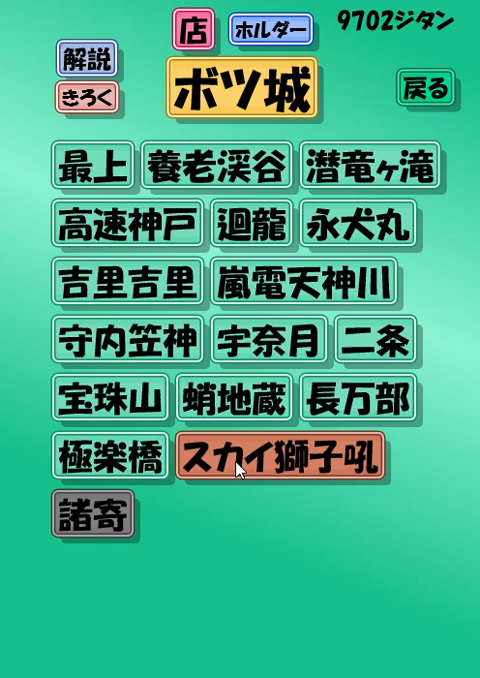 店 ホルダー 9702ジタン
解説
きろく ボツ城 戻る
最上 養老渓谷 潜竜ヶ滝
高速神戸 廻龍 永犬丸
吉里吉里 嵐電天神川
守内笠神 宇奈月 二条
宝珠山 蛸地蔵 長万部
極楽橋 スカイ獅子吼
諸寄